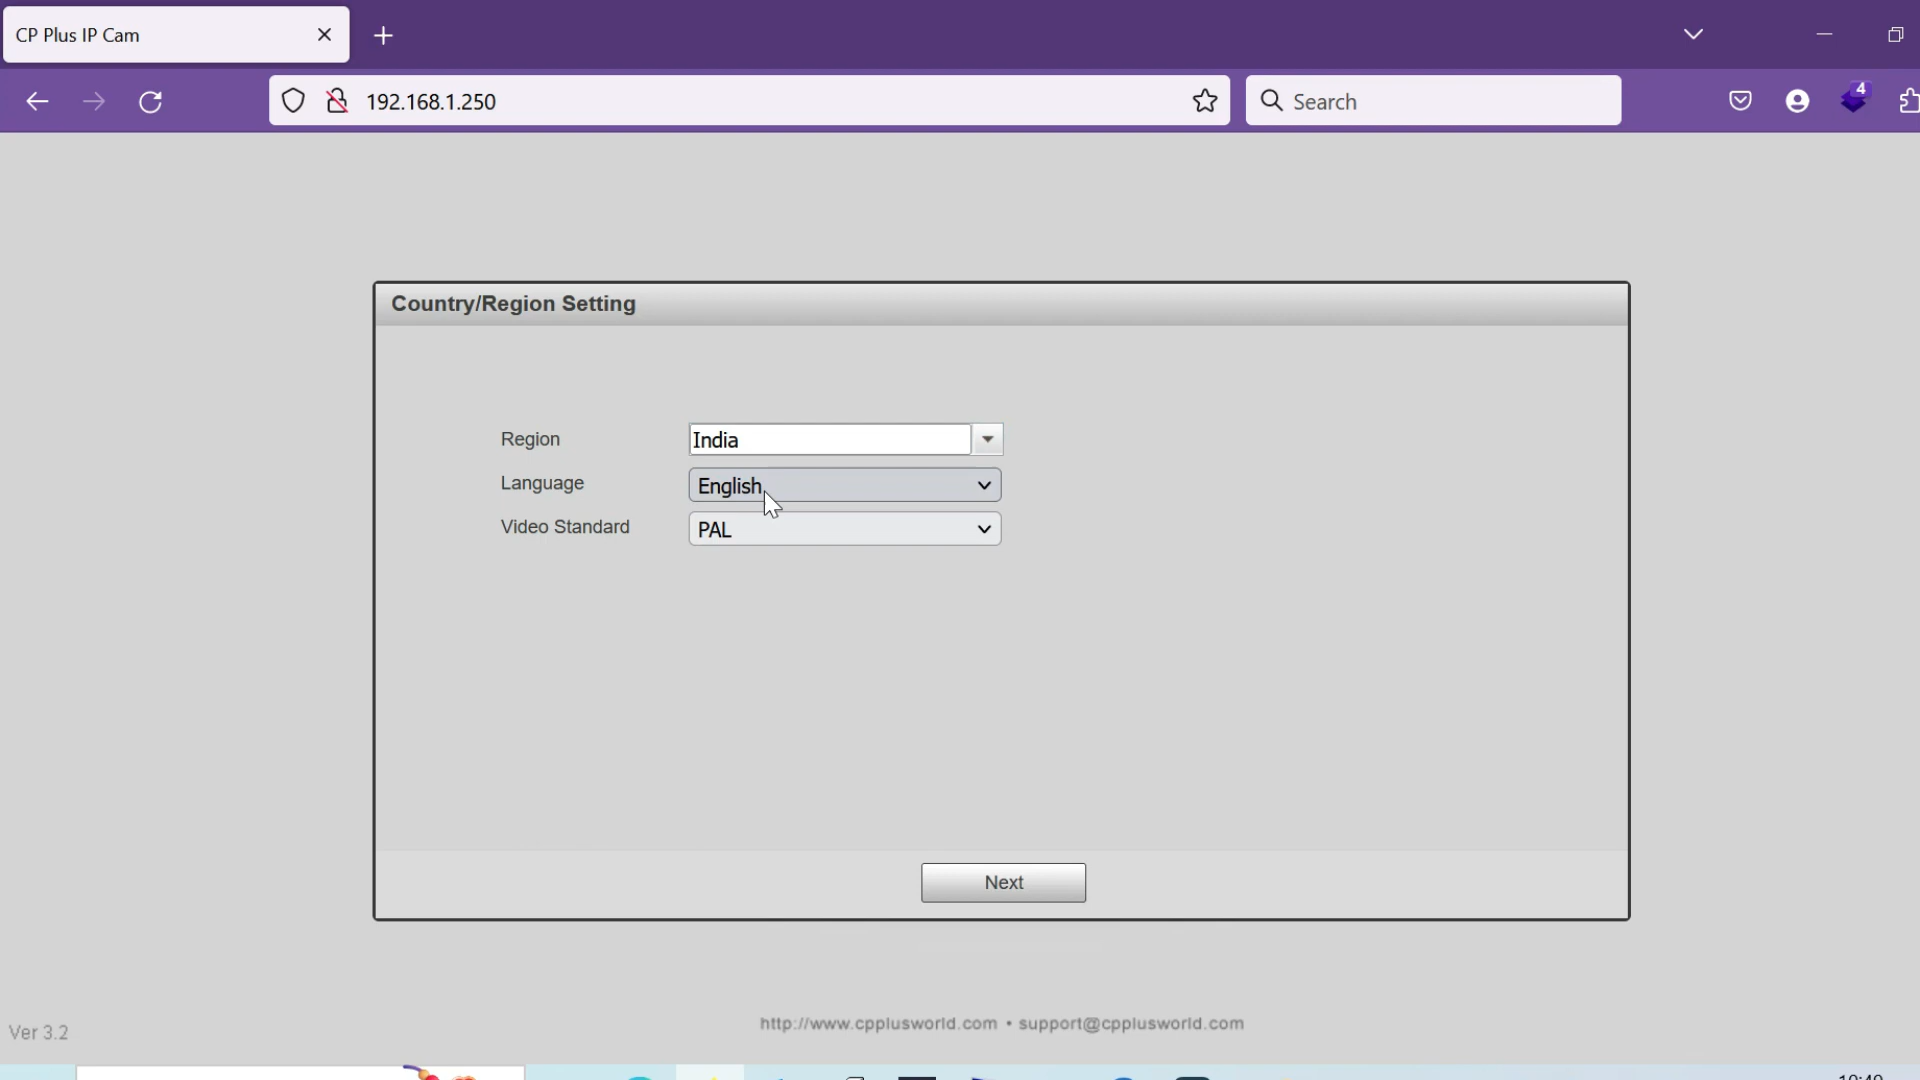 CP Plus IP Cam
192.168.1.250
Search
4
Country/Region Setting
Region India
Language English
Video Standard PAL
Next
http://www.cpplusworld.com • support@cpplusworld.com
Ver 3.2